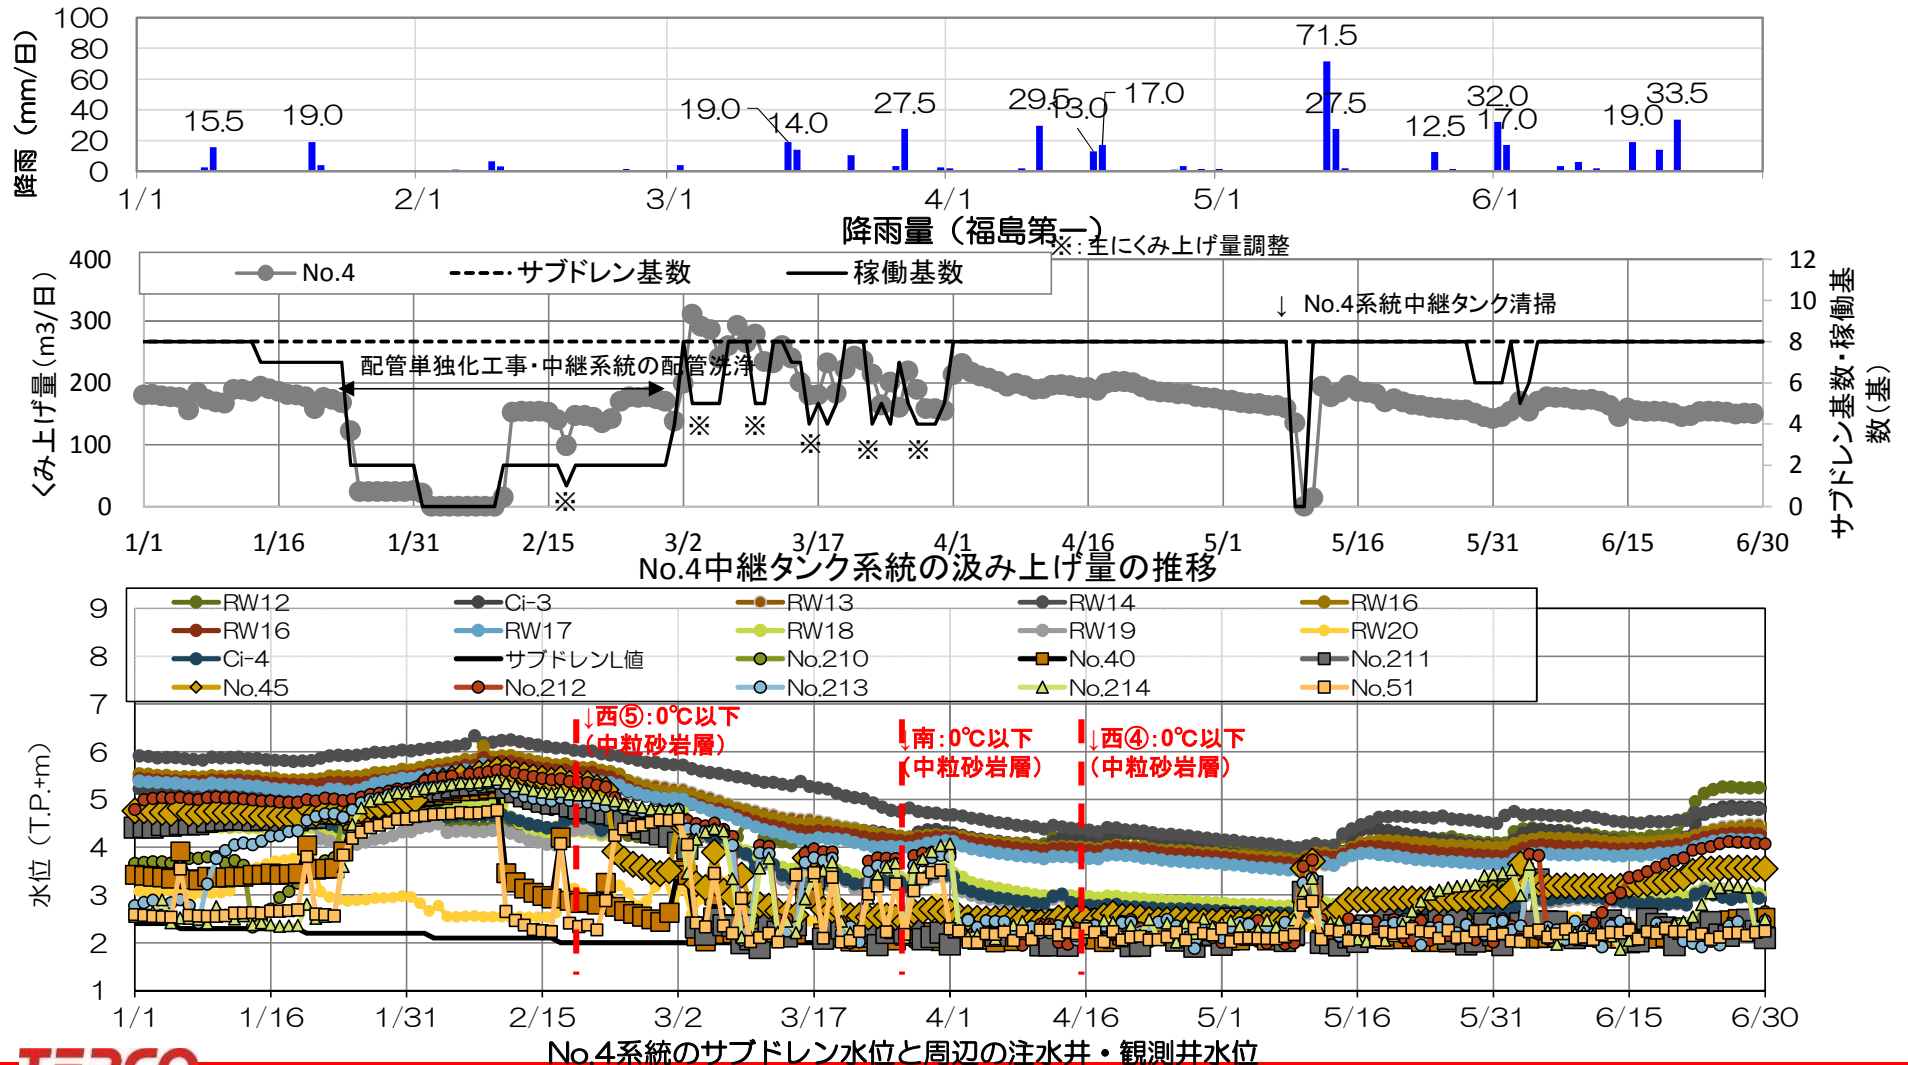 降雨 (mm/日)
100
80
60
40
20
0
15.5
19.0
19.0
14.0
27.5
29.5
13.0
17.0
71.5
27.5
12.5
32.0
17.0
19.0
33.5
1/1 2/1 3/1 4/1 5/1 6/1
降雨量（福島第一）
※：主にくみ上げ量調整
くみ上げ量(m3/日)
400
300
200
100
0
No.4 サブドレン基数 稼働基数
配管単独化工事・中継系統の配管洗浄
※ ※ ※ ※ ※ ※
↓ No.4系統中継タンク清掃
12
10
8
6
4
2
0
サブドレン基数・稼働基
数(基)
1/1 1/16 1/31 2/15 3/2 3/17 4/1 4/16 5/1 5/16 5/31 6/15 6/30
No.4中継タンク系統の汲み上げ量の推移
水位 (T.P.+m)
9
8
7
6
5
4
3
2
1
RW12 Ci-3 RW13 RW14 RW16
RW16 RW17 RW18 RW19 RW20
Ci-4 サブドレンL値 No.210 No.40 No.211
No.45 No.212 No.213 No.214 No.51
↓西⑤：0℃以下
(中粒砂岩層)
↓南：0℃以下
(中粒砂岩層)
↓西④：0℃以下
(中粒砂岩層)
1/1 1/16 1/31 2/15 3/2 3/17 4/1 4/16 5/1 5/16 5/31 6/15 6/30
No.4系統のサブドレン水位と周辺の注水井・観測井水位
TEPCO